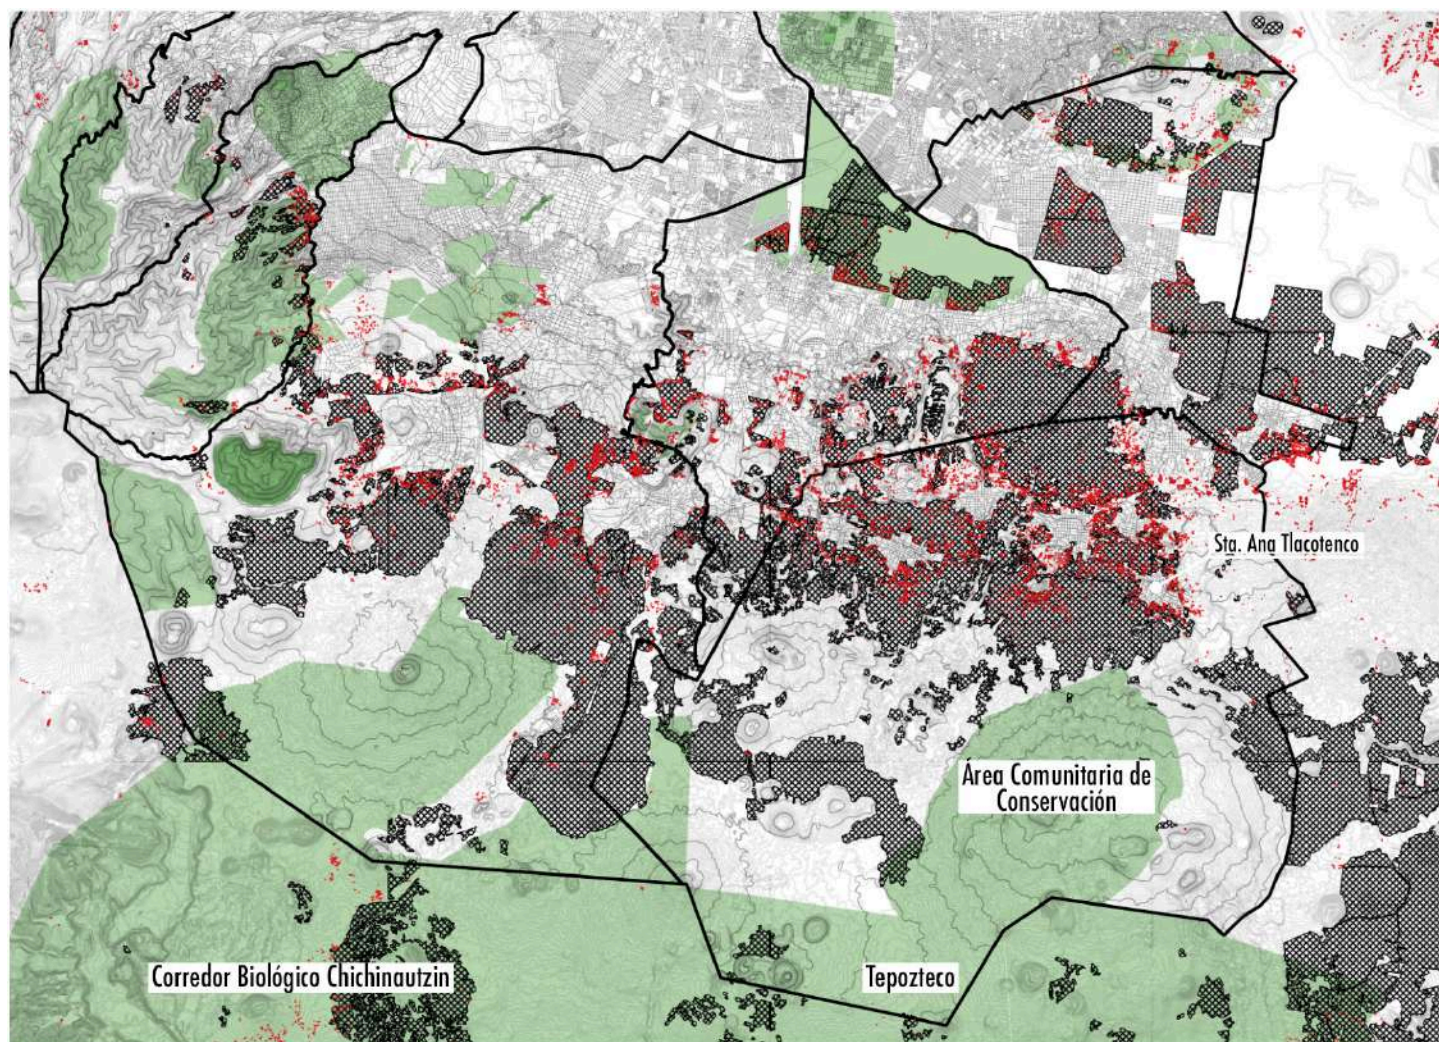 Sta. Ana Tlacotenco
Área Comunitaria de
Conservación
Corredor Biológico Chichinautzin
Tepozteco